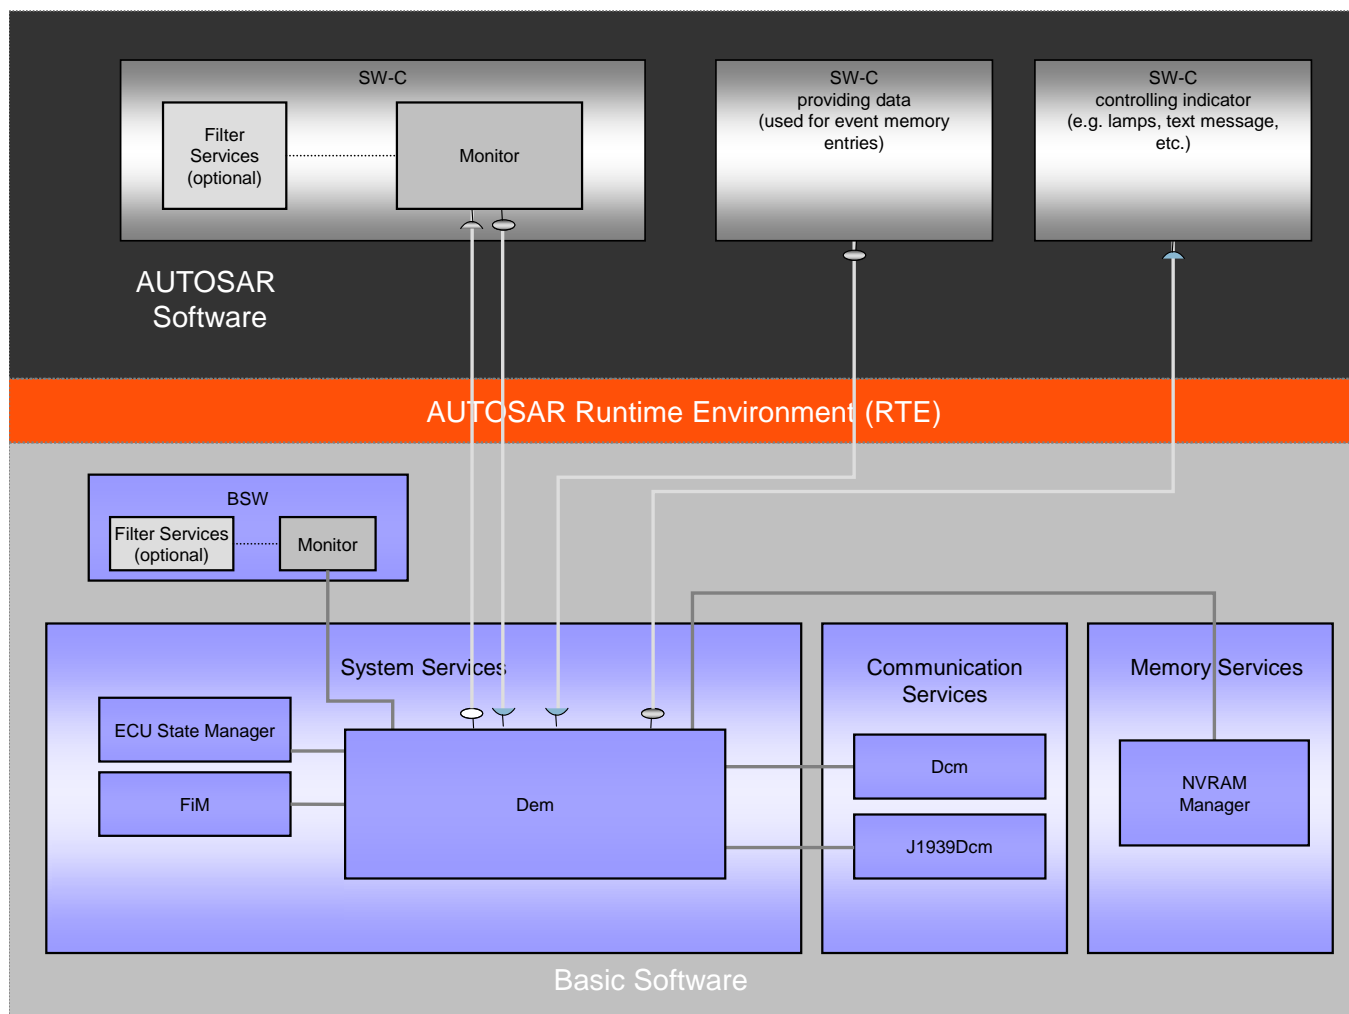 SW-C
Filter
Services
(optional)
Monitor
SW-C
providing data
(used for event memory
entries)
SW-C
controlling indicator
(e.g. lamps, text message,
etc.)
AUTOSAR
Software
AUTOSAR Runtime Environment (RTE)
BSW
Filter Services
(optional)
Monitor
System Services
ECU State Manager
FiM
Dem
Communication
Services
Dcm
J1939Dcm
Memory Services
NVRAM
Manager
Basic Software